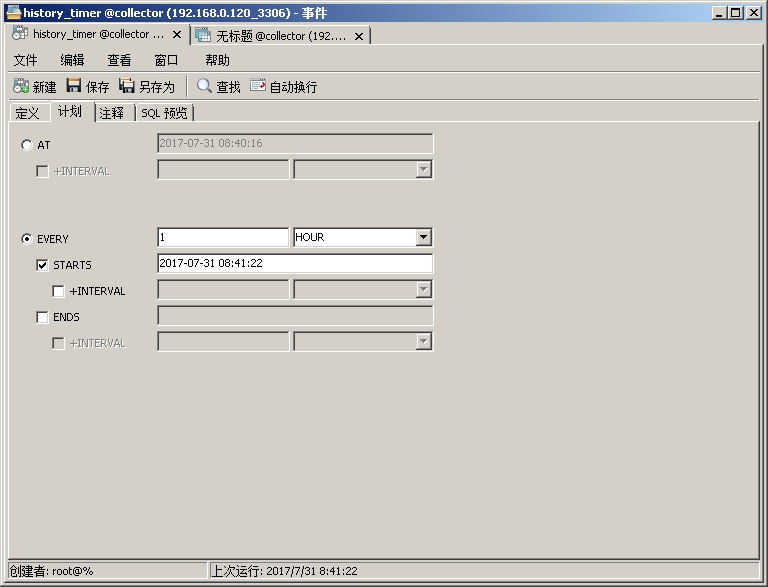 history_timer @collector (192.168.0.120_3306) - 事件
history_timer @collector ... 无标题 @collector (192....
文件 编辑 查看 窗口 帮助
新建 保存 另存为 查找 自动换行
定义 计划 注释 SQL 预览
AT 2017-07-31 08:40:16
+INTERVAL
EVERY 1 HOUR
STARTS 2017-07-31 08:41:22
+INTERVAL
ENDS
+INTERVAL
创建者: root@% 上次运行: 2017/7/31 8:41:22